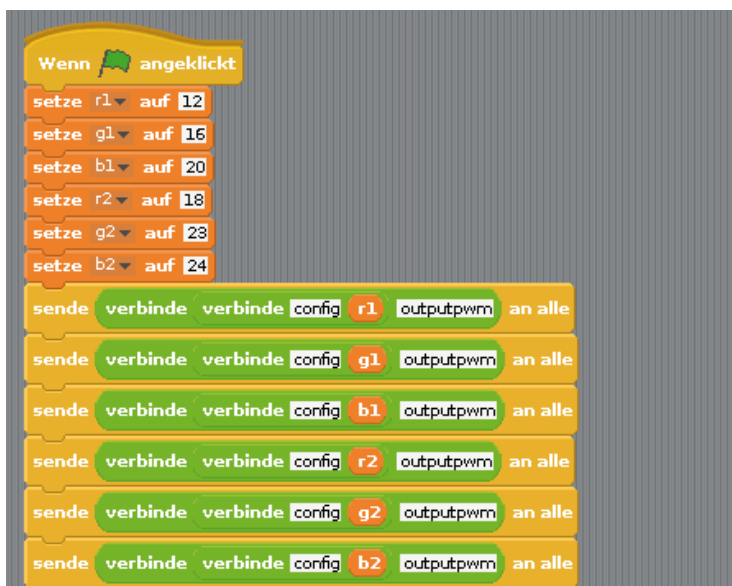 Wenn angeklickt
setze r1 auf 12
setze g1 auf 16
setze b1 auf 20
setze r2 auf 18
setze g2 auf 23
setze b2 auf 24
sende verbinde verbinde config r1 outputpwm an alle
sende verbinde verbinde config g1 outputpwm an alle
sende verbinde verbinde config b1 outputpwm an alle
sende verbinde verbinde config r2 outputpwm an alle
sende verbinde verbinde config g2 outputpwm an alle
sende verbinde verbinde config b2 outputpwm an alle